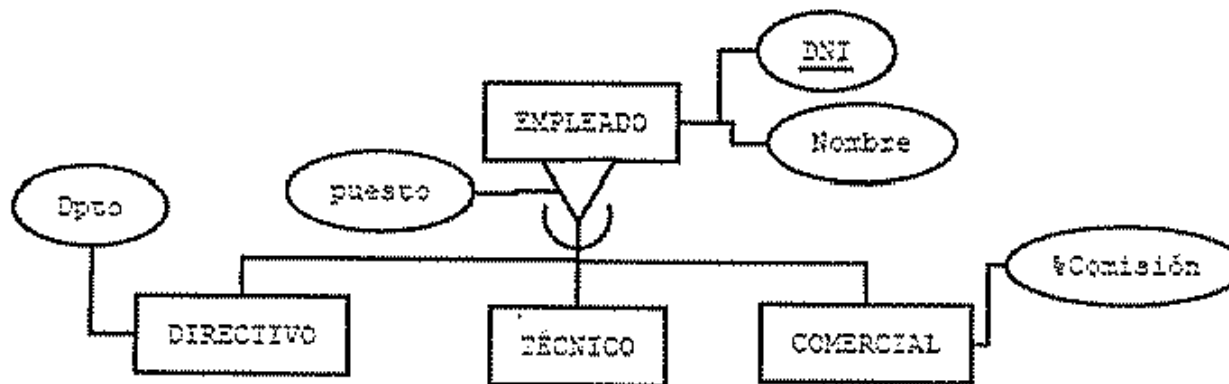 DNI
EMPLEADO
Nombre
puesto
Dpto
%Comisión
DIRECTIVO
TÉCNICO
COMERCIAL